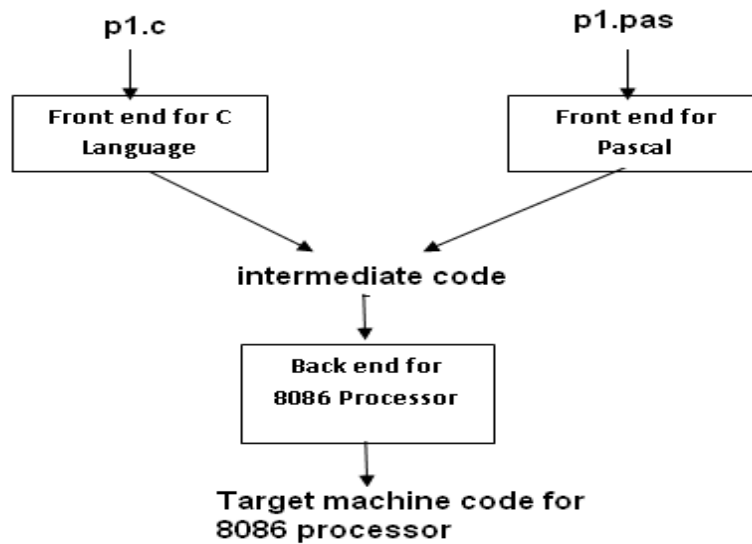 p1.c
p1.pas
Front end for C
Language
Front end for
Pascal
intermediate code
Back end for
8086 Processor
Target machine code for
8086 processor